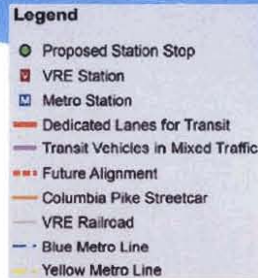 Legend
Proposed Station Stop
VRE Station
M Metro Station
Dedicated Lanes for Transit
Transit Vehicles in Mixed Traffic
Future Alignment
Columbia Pike Streetcar
VRE Railroad
Blue Metro Line
Yellow Metro Line